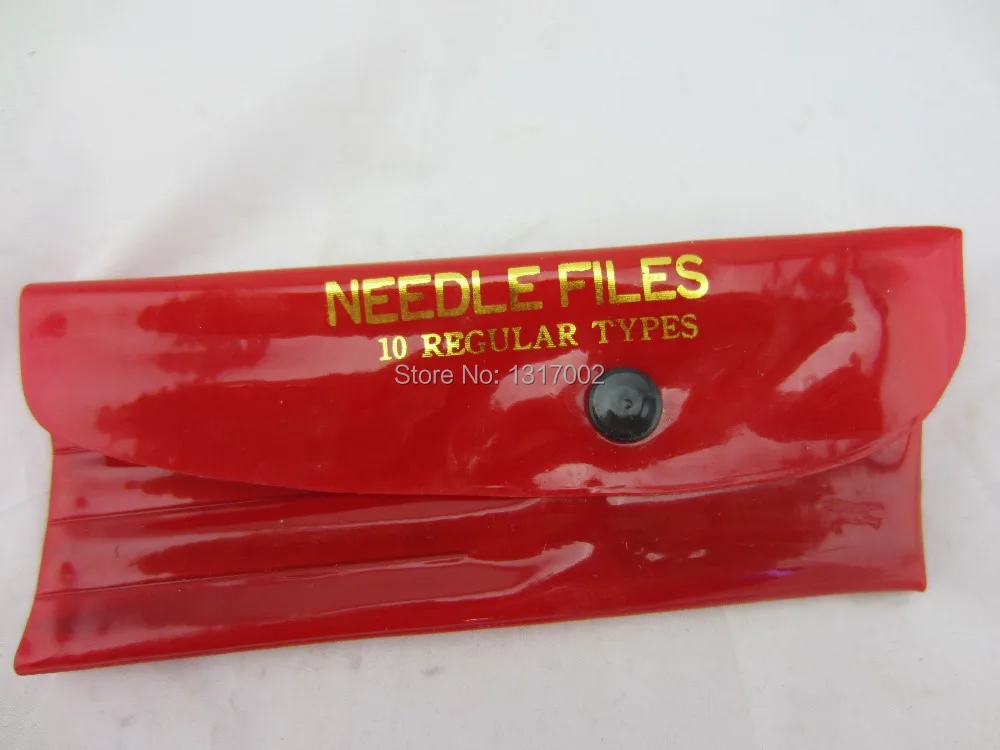 NEEDLE FILES
10 REGULAR TYPES
Store No: 1317002